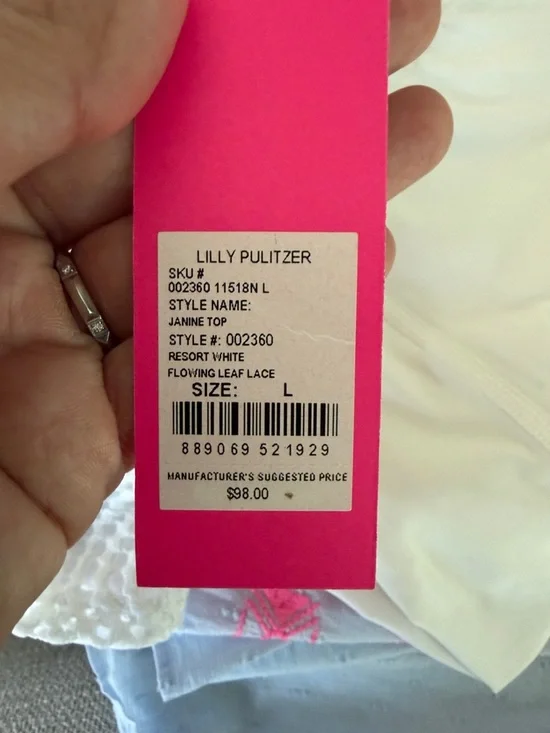 LILLY PULITZER
SKU #
002360 11518N L
STYLE NAME:
JANINE TOP
STYLE #: 002360
RESORT WHITE
FLOWING LEAF LACE
SIZE: L
889069 521929
MANUFACTURER'S SUGGESTED PRICE
$98.00